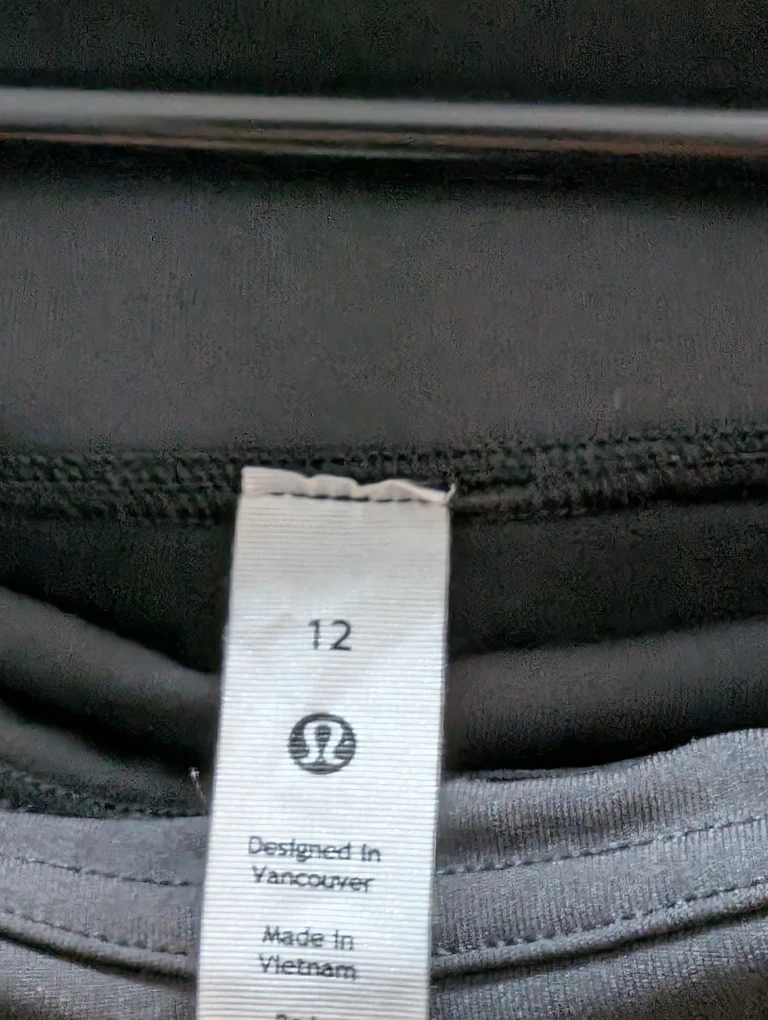 12
Designed in
Vancouver
Made in
Vietnam